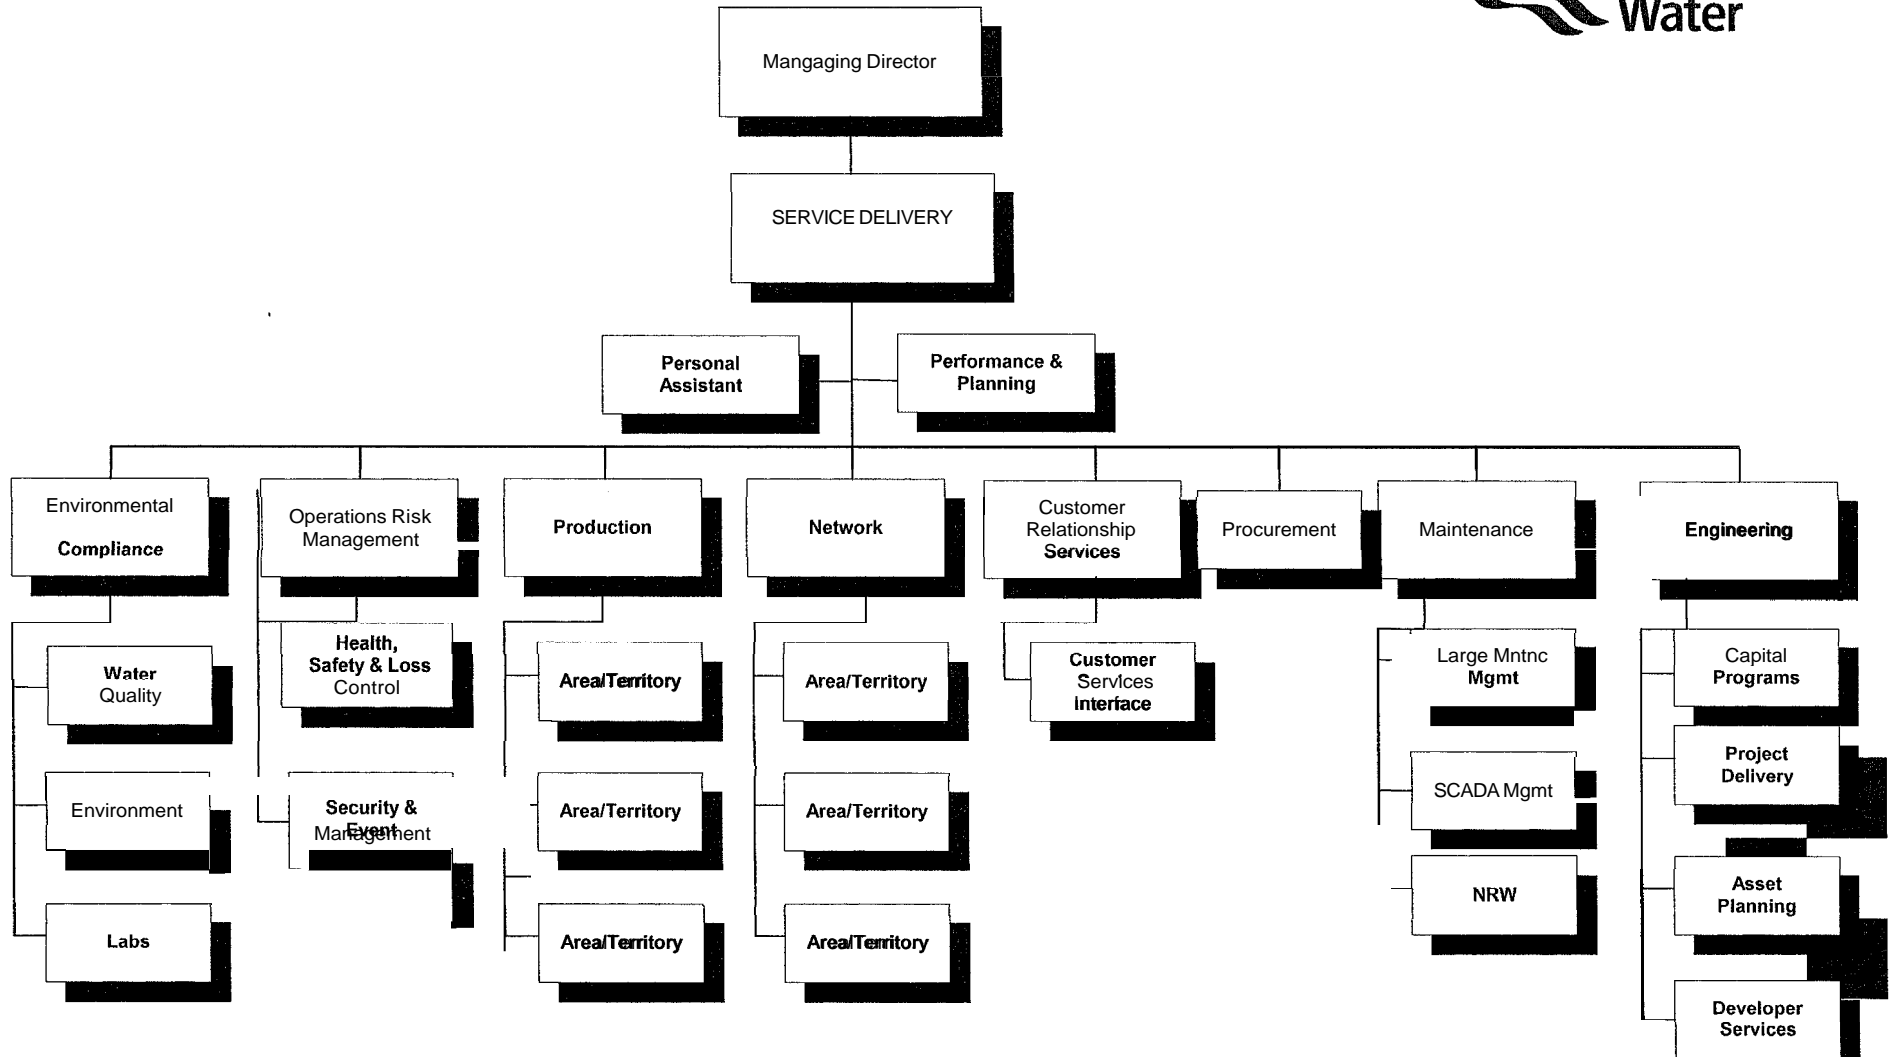 Water
Mangaging Director
SERVICE DELIVERY
Personal
Assistant
Performance &
Planning
Environmental
Compliance
Operations Risk
Management
Production
Network
Customer
Relationship
Services
Procurement
Maintenance
Engineering
Water
Quality
Environment
Labs
Health,
Safety & Loss
Control
Security &
Event
Management
Area/Territory
Area/Territory
Area/Territory
Area/Territory
Area/Territory
Area/Territory
Customer
Services
Interface
Large Mntnc
Mgmt
SCADA Mgmt
NRW
Capital
Programs
Project
Delivery
Asset
Planning
Developer
Services